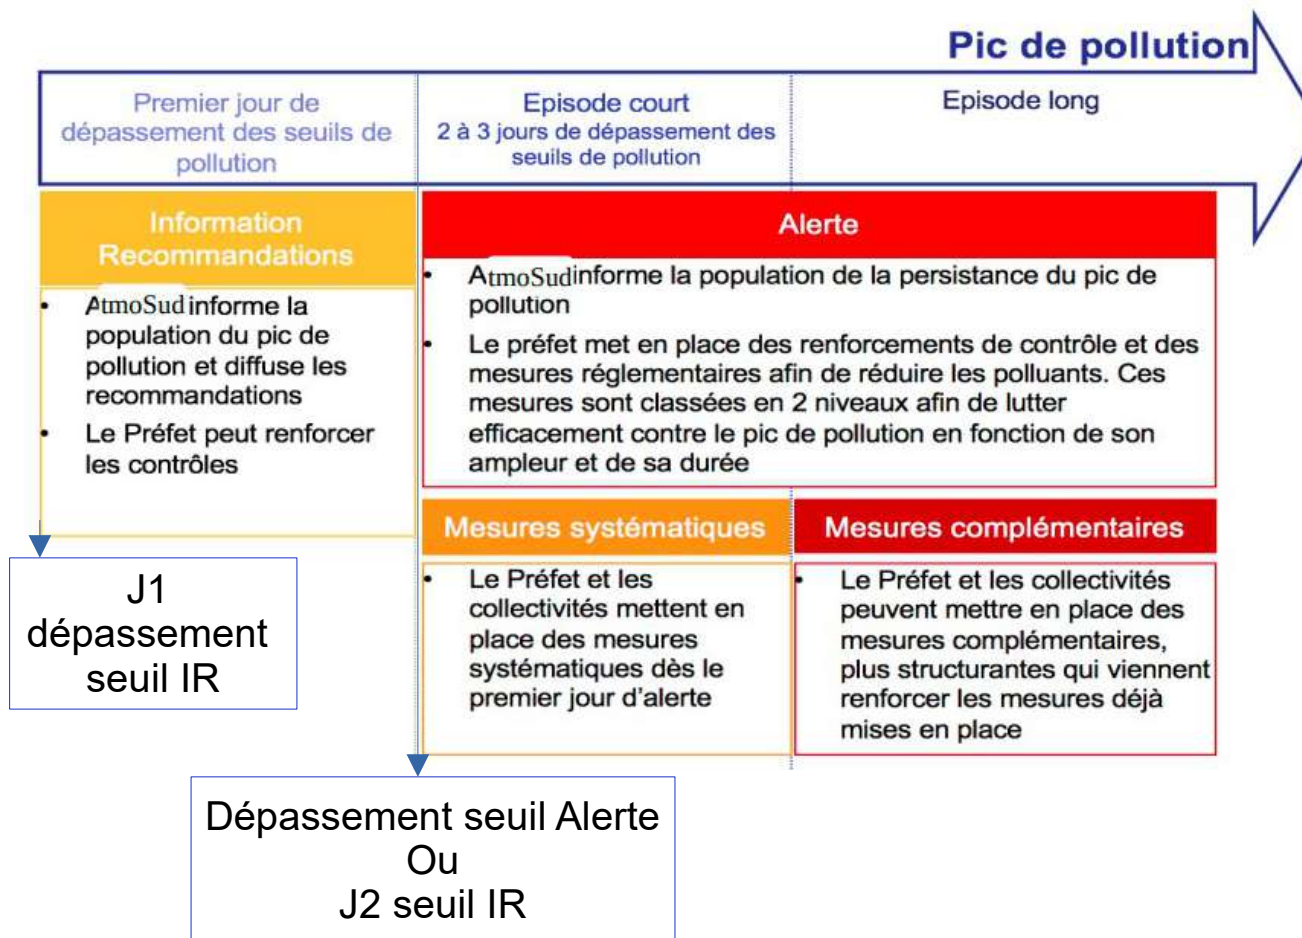 Pic de pollution
Premier jour de
dépassement des seuils de
pollution
Episode court
2 à 3 jours de dépassement des
seuils de pollution
Episode long
Information
Recommandations
• AtmoSud informe la
population du pic de
pollution et diffuse les
recommandations
• Le Préfet peut renforcer
les contrôles
Alerte
• AtmoSud informe la population de la persistance du pic de
pollution
• Le préfet met en place des renforcements de contrôle et des
mesures réglementaires afin de réduire les polluants. Ces
mesures sont classées en 2 niveaux afin de lutter
efficacement contre le pic de pollution en fonction de son
ampleur et de sa durée
Mesures systématiques
• Le Préfet et les
collectivités mettent en
place des mesures
systématiques dès le
premier jour d'alerte
Mesures complémentaires
• Le Préfet et les collectivités
peuvent mettre en place des
mesures complémentaires,
plus structurantes qui viennent
renforcer les mesures déjà
mises en place
J1
dépassement
seuil IR
Dépassement seuil Alerte
Ou
J2 seuil IR